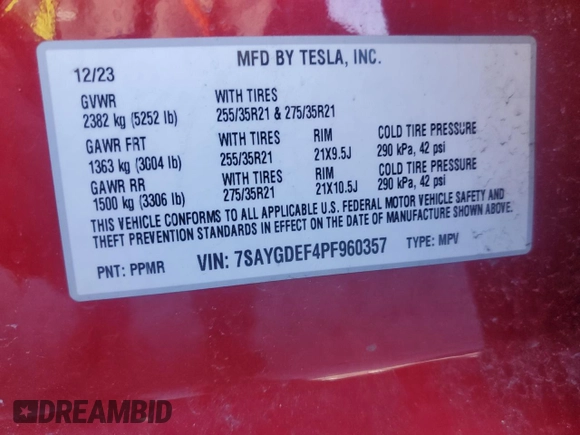 MFD BY TESLA, INC.
12/23
GVWR WITH TIRES
2382 kg (5252 lb) 255/35R21 & 275/35R21
GAWR FRT WITH TIRES RIM COLD TIRE PRESSURE
1363 kg (3004 lb) 255/35R21 21X9.5J 290 kPa, 42 psi
GAWR RR WITH TIRES RIM COLD TIRE PRESSURE
1500 kg (3306 lb) 275/35R21 21X10.5J 290 kPa, 42 psi
THIS VEHICLE CONFORMS TO ALL APPLICABLE U.S. FEDERAL MOTOR VEHICLE SAFETY AND
THEFT PREVENTION STANDARDS IN EFFECT ON THE DATE OF MANUFACTURE SHOWN ABOVE.
PNT: PPMR VIN: 7SAYGDEF4PF960357 TYPE: MPV
DREAMBID